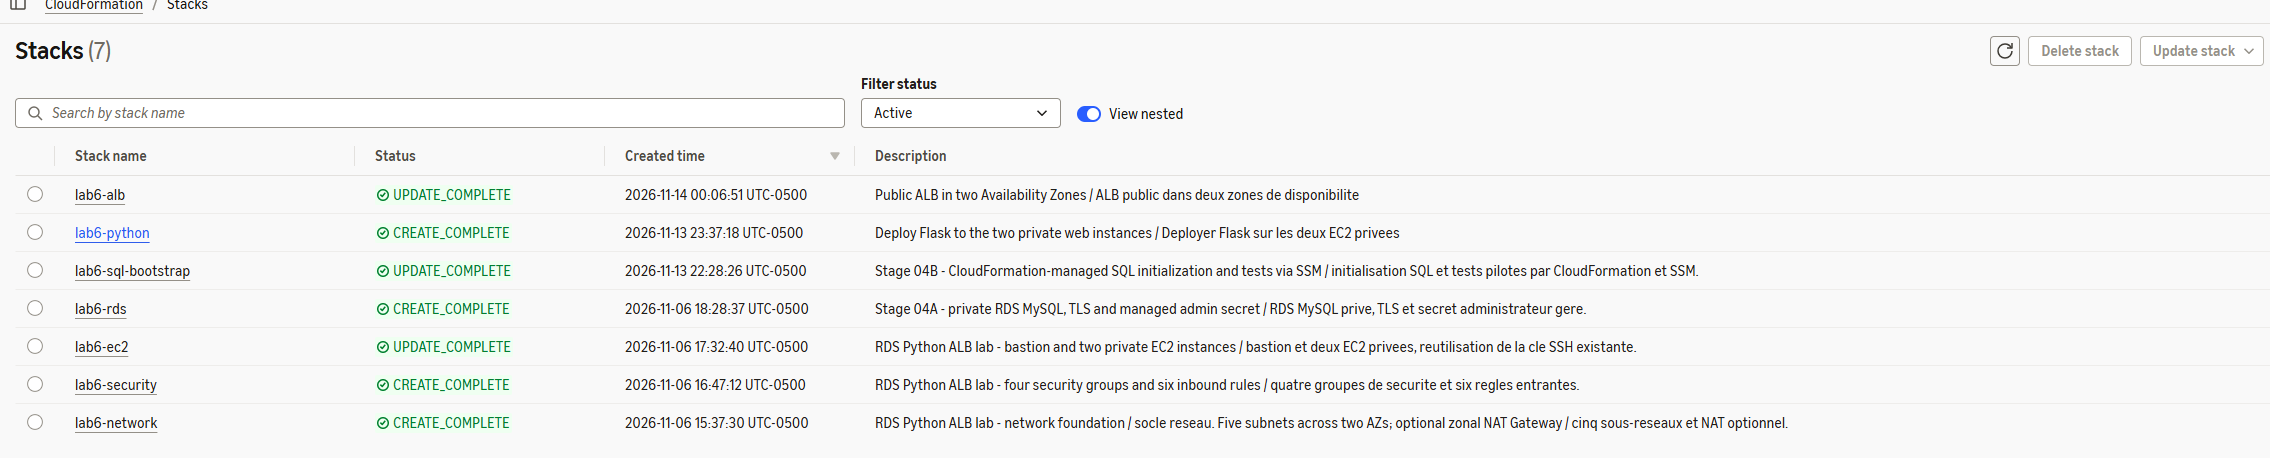 CloudFormation / Stacks
Stacks (7)
Delete stack
Update stack
Filter status
Search by stack name
Active
View nested
Stack name Status Created time Description
lab6-alb UPDATE_COMPLETE 2026-11-14 00:06:51 UTC-0500 Public ALB in two Availability Zones / ALB public dans deux zones de disponibilite
lab6-python CREATE_COMPLETE 2026-11-13 23:37:18 UTC-0500 Deploy Flask to the two private web instances / Deployer Flask sur les deux EC2 privees
lab6-sql-bootstrap UPDATE_COMPLETE 2026-11-13 22:28:26 UTC-0500 Stage 04B - CloudFormation-managed SQL initialization and tests via SSM / initialisation SQL et tests pilotes par CloudFormation et SSM.
lab6-rds CREATE_COMPLETE 2026-11-06 18:28:37 UTC-0500 Stage 04A - private RDS MySQL, TLS and managed admin secret / RDS MySQL prive, TLS et secret administrateur gere.
lab6-ec2 UPDATE_COMPLETE 2026-11-06 17:32:40 UTC-0500 RDS Python ALB lab - bastion and two private EC2 instances / bastion et deux EC2 privees, reutilisation de la cle SSH existante.
lab6-security CREATE_COMPLETE 2026-11-06 16:47:12 UTC-0500 RDS Python ALB lab - four security groups and six inbound rules / quatre groupes de securite et six regles entrantes.
lab6-network CREATE_COMPLETE 2026-11-06 15:37:30 UTC-0500 RDS Python ALB lab - network foundation / socle reseau. Five subnets across two AZs; optional zonal NAT Gateway / cinq sous-reseaux et NAT optionnel.